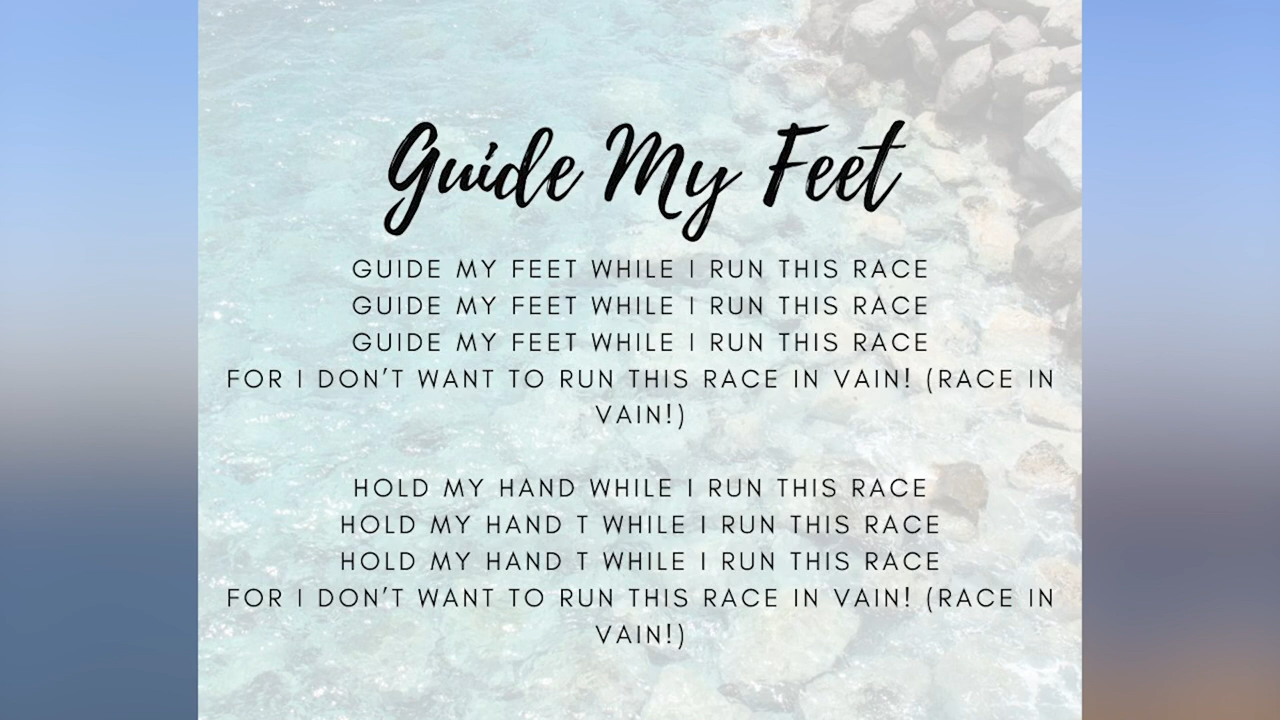 Guide My Feet
GUIDE MY FEET WHILE I RUN THIS RACE
GUIDE MY FEET WHILE I RUN THIS RACE
GUIDE MY FEET WHILE I RUN THIS RACE
FOR I DON'T WANT TO RUN THIS RACE IN VAIN! (RACE IN
VAIN!)
HOLD MY HAND WHILE I RUN THIS RACE
HOLD MY HAND T WHILE I RUN THIS RACE
HOLD MY HAND T WHILE I RUN THIS RACE
FOR I DON'T WANT TO RUN THIS RACE IN VAIN! (RACE IN
VAIN!)